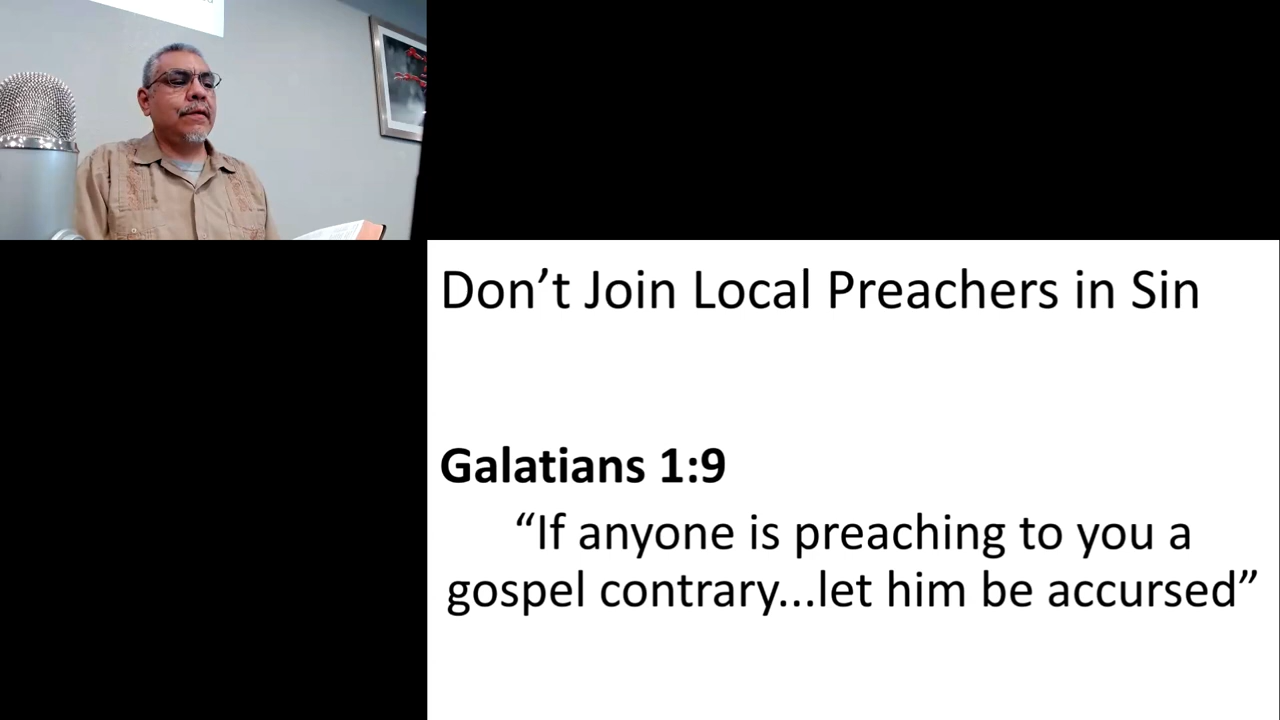 Don’t Join Local Preachers in Sin
Galatians 1:9
“If anyone is preaching to you a
gospel contrary...let him be accursed”